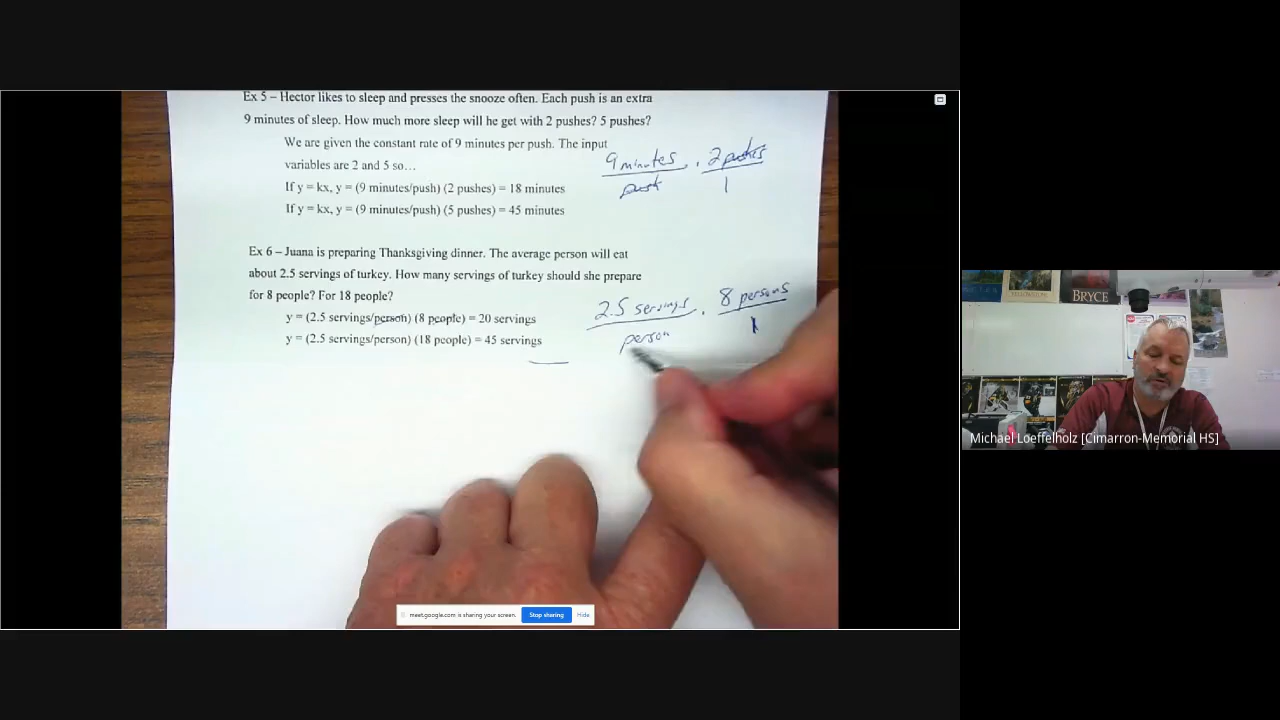 Ex 5 – Hector likes to sleep and presses the snooze often. Each push is an extra
9 minutes of sleep. How much more sleep will he get with 2 pushes? 5 pushes?
We are given the constant rate of 9 minutes per push. The input
variables are 2 and 5 so…
If y = kx, y = (9 minutes/push) (2 pushes) = 18 minutes
If y = kx, y = (9 minutes/push) (5 pushes) = 45 minutes
9 minutes . 2 pushes
push 1
Ex 6 – Juana is preparing Thanksgiving dinner. The average person will eat
about 2.5 servings of turkey. How many servings of turkey should she prepare
for 8 people? For 18 people?
y = (2.5 servings/person) (8 people) = 20 servings
y = (2.5 servings/person) (18 people) = 45 servings
2.5 servings . 8 persons
person 1
BRYCE
Michael Loeffelholz [Cimarron-Memorial HS]
meet.google.com is sharing your screen.
Stop sharing
Hide